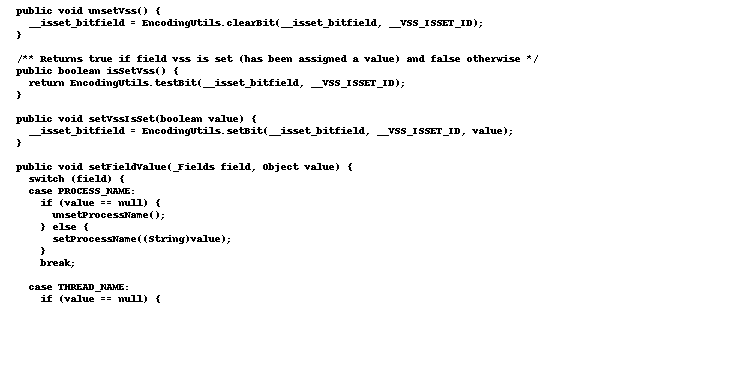 public void unsetVss() {
__isset_bitfield = EncodingUtils.clearBit(__isset_bitfield, __VSS_ISSET_ID);
}
/** Returns true if field vss is set (has been assigned a value) and false otherwise */
public boolean isSetVss() {
return EncodingUtils.testBit(__isset_bitfield, __VSS_ISSET_ID);
}
public void setVssIsSet(boolean value) {
__isset_bitfield = EncodingUtils.setBit(__isset_bitfield, __VSS_ISSET_ID, value);
}
public void setFieldValue(_Fields field, Object value) {
switch (field) {
case PROCESS_NAME:
if (value == null) {
unsetProcessName();
} else {
setProcessName((String)value);
}
break;
case THREAD_NAME:
if (value == null) {